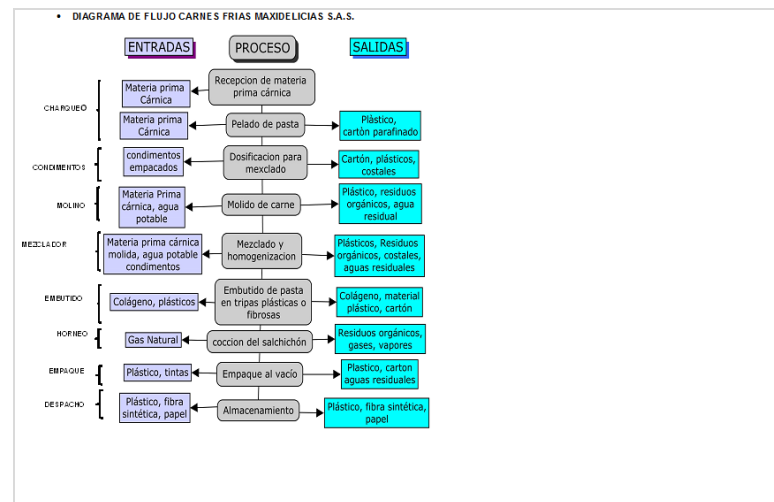 • DIAGRAMA DE FLUJO CARNES FRIAS MAXIDELICIAS S.A.S.
ENTRADAS
PROCESO
SALIDAS
CHARQUEO
Materia prima
Cárnica
Recepcion de materia
prima cárnica
Materia prima
Cárnica
Pelado de pasta
Plàstico,
cartòn parafinado
CONDIMENTOS
condimentos
empacados
Dosificacion para
mexclado
Cartón, plásticos,
costales
MOLINO
Materia Prima
cárnica, agua
potable
Molido de carne
Plástico, residuos
orgánicos, agua
residual
MEZCLADOR
Materia prima cárnica
molida, agua potable
condimentos
Mezclado y
homogenizacion
Plásticos, Residuos
orgánicos, costales,
aguas residuales
EMBUTIDO
Colágeno, plásticos
Embutido de pasta
en tripas plásticas o
fibrosas
Colágeno, material
plástico, cartón
HORNEO
Gas Natural
coccion del salchichón
Residuos orgánicos,
gases, vapores
EMPAQUE
Plástico, tintas
Empaque al vacío
Plastico, carton
aguas residuales
DESPACHO
Plástico, fibra
sintética, papel
Almacenamiento
Plástico, fibra sintética,
papel